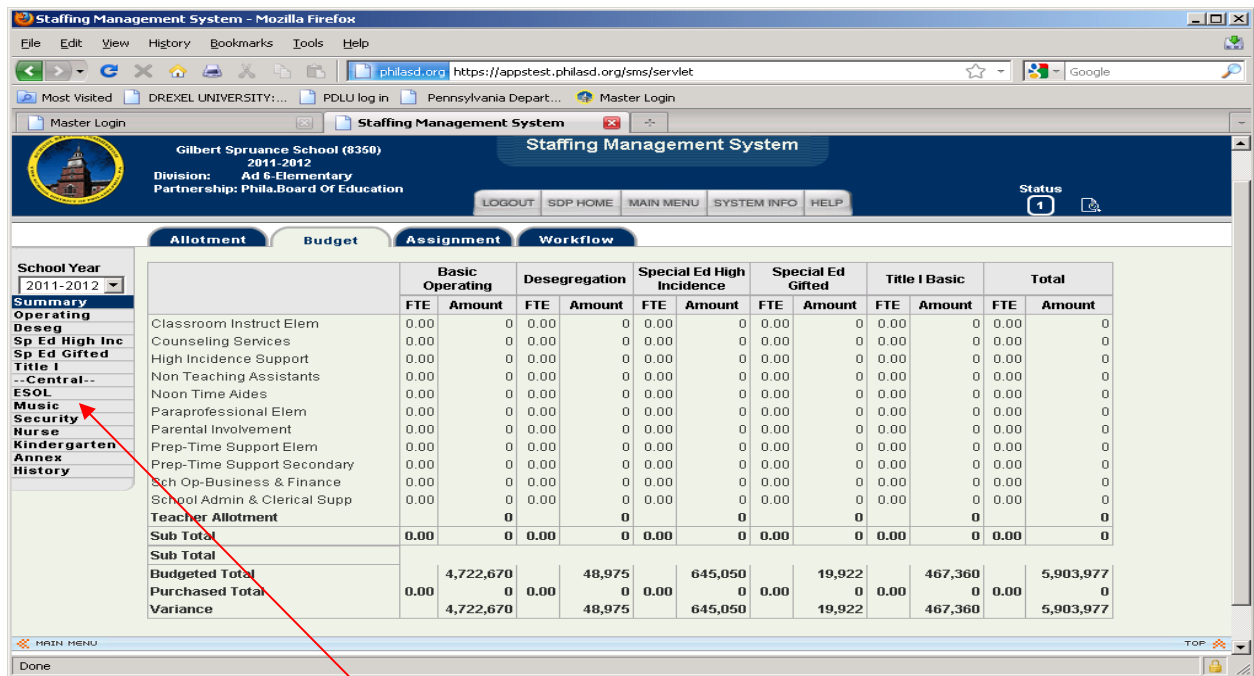 Staffing Management System - Mozilla Firefox
File Edit View History Bookmarks Tools Help
philasd.org https://appstest.philasd.org/sms/servlet Google
Most Visited DREXEL UNIVERSITY:... PDLU log in Pennsylvania Depart... Master Login
Master Login Staffing Management System
Gilbert Spruance School (8350)
2011-2012
Division: Ad 6-Elementary
Partnership: Phila.Board Of Education
Staffing Management System
LOGOUT SDP HOME MAIN MENU SYSTEM INFO HELP
Status
1
Allotment Budget Assignment Workflow
School Year
2011-2012
Summary
Operating
Deseg
Sp Ed High Inc
Sp Ed Gifted
Title I
--Central--
ESOL
Music
Security
Nurse
Kindergarten
Annex
History
Basic Operating Desegregation Special Ed High Incidence Special Ed Gifted Title I Basic Total
FTE Amount FTE Amount FTE Amount FTE Amount FTE Amount FTE Amount
Classroom Instruct Elem 0.00 0 0.00 0 0.00 0 0.00 0 0.00 0 0.00 0
Counseling Services 0.00 0 0.00 0 0.00 0 0.00 0 0.00 0 0.00 0
High Incidence Support 0.00 0 0.00 0 0.00 0 0.00 0 0.00 0 0.00 0
Non Teaching Assistants 0.00 0 0.00 0 0.00 0 0.00 0 0.00 0 0.00 0
Noon Time Aides 0.00 0 0.00 0 0.00 0 0.00 0 0.00 0 0.00 0
Paraprofessional Elem 0.00 0 0.00 0 0.00 0 0.00 0 0.00 0 0.00 0
Parental Involvement 0.00 0 0.00 0 0.00 0 0.00 0 0.00 0 0.00 0
Prep-Time Support Elem 0.00 0 0.00 0 0.00 0 0.00 0 0.00 0 0.00 0
Prep-Time Support Secondary 0.00 0 0.00 0 0.00 0 0.00 0 0.00 0 0.00 0
Sch Op-Business & Finance 0.00 0 0.00 0 0.00 0 0.00 0 0.00 0 0.00 0
School Admin & Clerical Supp 0.00 0 0.00 0 0.00 0 0.00 0 0.00 0 0.00 0
Teacher Allotment 0 0 0 0 0 0
Sub Total 0.00 0 0.00 0 0.00 0 0.00 0 0.00 0 0.00 0
Sub Total
Budgeted Total 4,722,670 48,975 645,050 19,922 467,360 5,903,977
Purchased Total 0.00 0 0.00 0 0.00 0 0.00 0 0.00 0 0.00 0
Variance 4,722,670 48,975 645,050 19,922 467,360 5,903,977
MAIN MENU TOP
Done